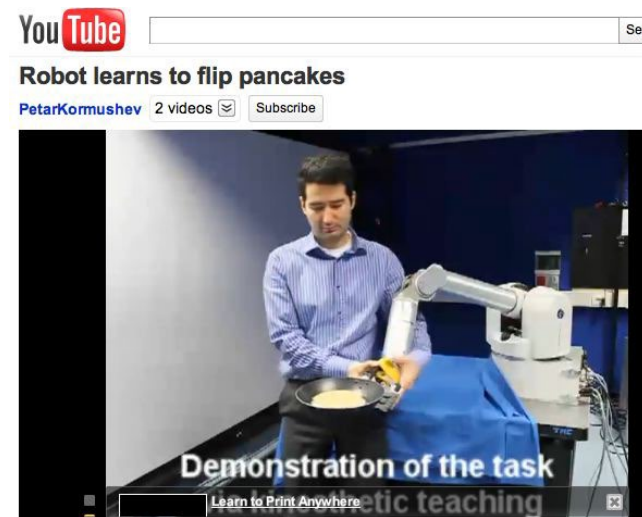 YouTube
Se
Robot learns to flip pancakes
PetarKormushev 2 videos Subscribe
Demonstration of the task
Learn to Print Anywhere
kinesthetic teaching